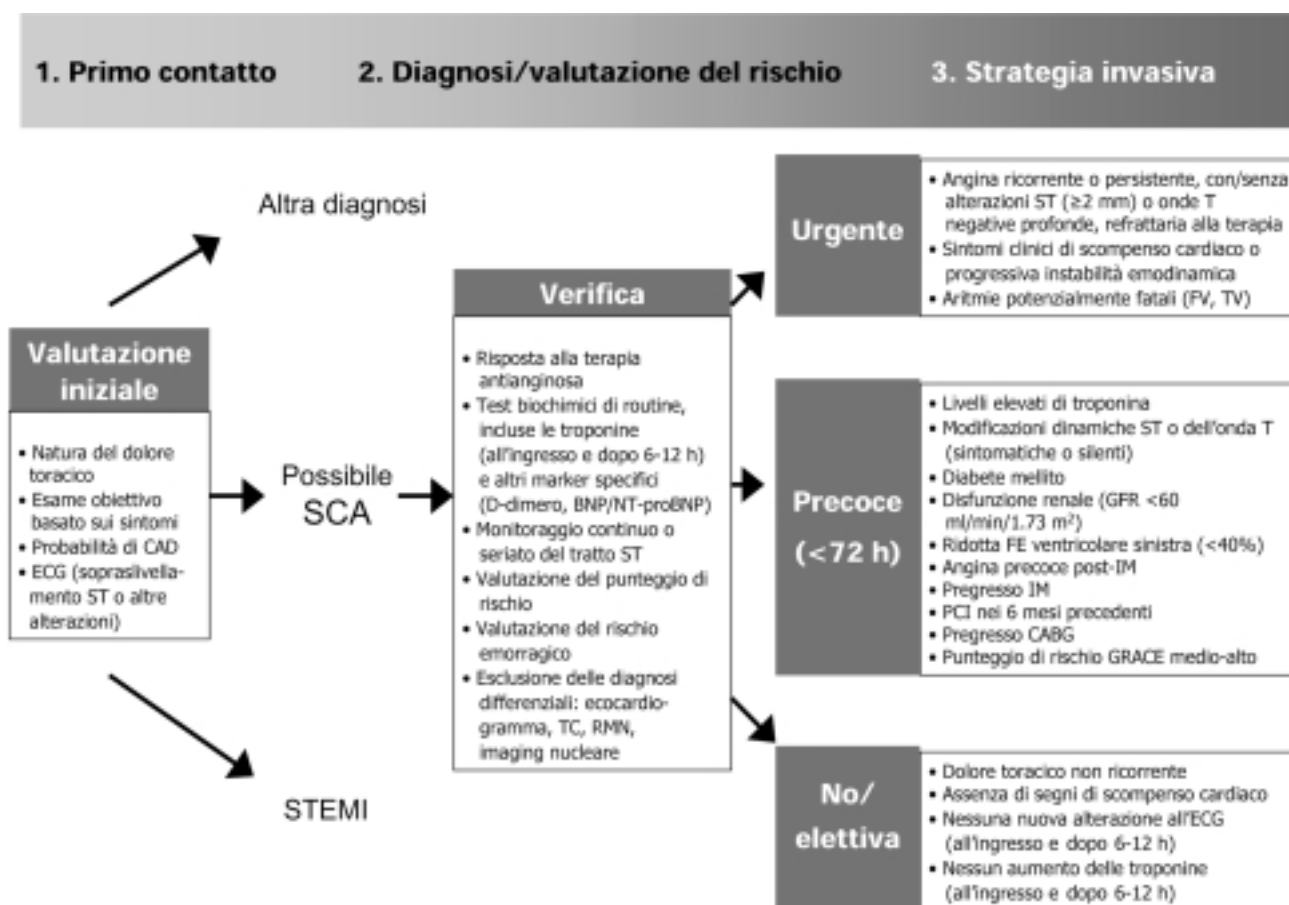 1. Primo contatto
2. Diagnosi/valutazione del rischio
3. Strategia invasiva
Altra diagnosi
Valutazione
iniziale
• Natura del dolore
toracico
• Esame obiettivo
basato sui sintomi
• Probabilità di CAD
• ECG (sopraslivella-
mento ST o altre
alterazioni)
Possibile
SCA
STEMI
Verifica
• Risposta alla terapia
antianginosa
• Test biochimici di routine,
incluse le troponine
(all'ingresso e dopo 6-12 h)
e altri marker specifici
(D-dimero, BNP/NT-proBNP)
• Monitoraggio continuo o
seriato del tratto ST
• Valutazione del punteggio di
rischio
• Valutazione del rischio
emorragico
• Esclusione delle diagnosi
differenziali: ecocardio-
gramma, TC, RMN,
imaging nucleare
Urgente
• Angina ricorrente o persistente, con/senza
alterazioni ST (≥2 mm) o onde T
negative profonde, refrattaria alla terapia
• Sintomi clinici di scompenso cardiaco o
progressiva instabilità emodinamica
• Aritmie potenzialmente fatali (FV, TV)
Precoce
(<72 h)
• Livelli elevati di troponina
• Modificazioni dinamiche ST o dell'onda T
(sintomatiche o silenti)
• Diabete mellito
• Disfunzione renale (GFR <60
ml/min/1.73 m²)
• Ridotta FE ventricolare sinistra (<40%)
• Angina precoce post-IM
• Pregresso IM
• PCI nei 6 mesi precedenti
• Pregresso CABG
• Punteggio di rischio GRACE medio-alto
No/
elettiva
• Dolore toracico non ricorrente
• Assenza di segni di scompenso cardiaco
• Nessuna nuova alterazione all'ECG
(all'ingresso e dopo 6-12 h)
• Nessun aumento delle troponine
(all'ingresso e dopo 6-12 h)